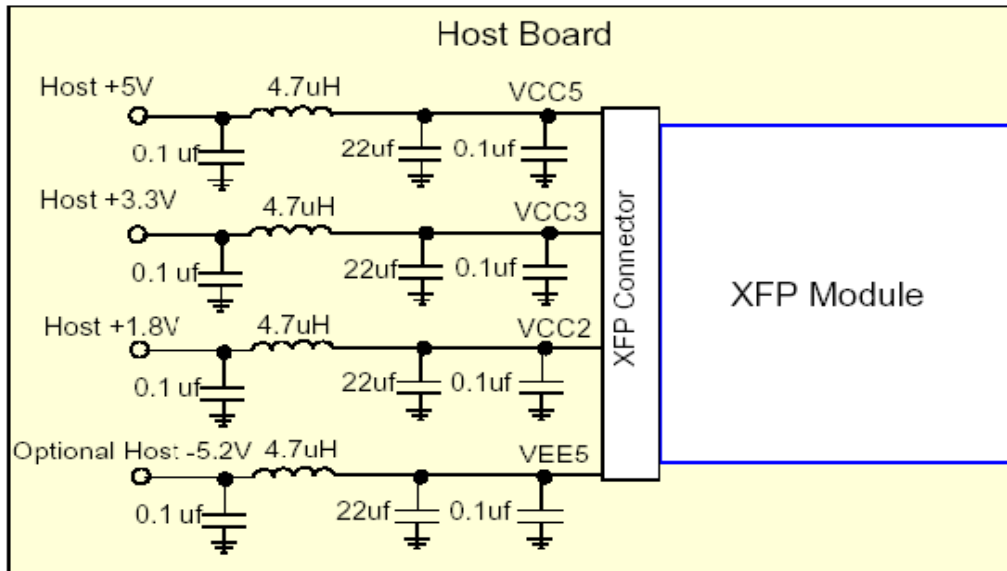 Host Board
Host +5V
4.7uH
VCC5
0.1 uf
22uf
0.1uf
Host +3.3V
4.7uH
VCC3
0.1 uf
22uf
0.1uf
Host +1.8V
4.7uH
VCC2
0.1 uf
22uf
0.1uf
Optional Host -5.2V
4.7uH
VEE5
0.1 uf
22uf
0.1uf
XFP Connector
XFP Module